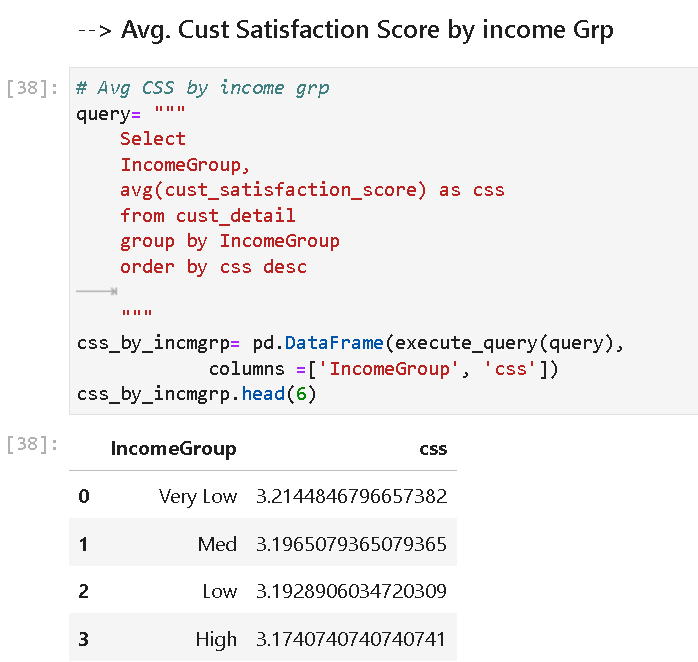 --> Avg. Cust Satisfaction Score by income Grp
[38]: # Avg CSS by income grp
query= """
Select
IncomeGroup,
avg(cust_satisfaction_score) as css
from cust_detail
group by IncomeGroup
order by css desc
"""
css_by_incmgrp= pd.DataFrame(execute_query(query),
columns =['IncomeGroup', 'css'])
css_by_incmgrp.head(6)
[38]: IncomeGroup css
0 Very Low 3.2144846796657382
1 Med 3.1965079365079365
2 Low 3.1928906034720309
3 High 3.1740740740740741